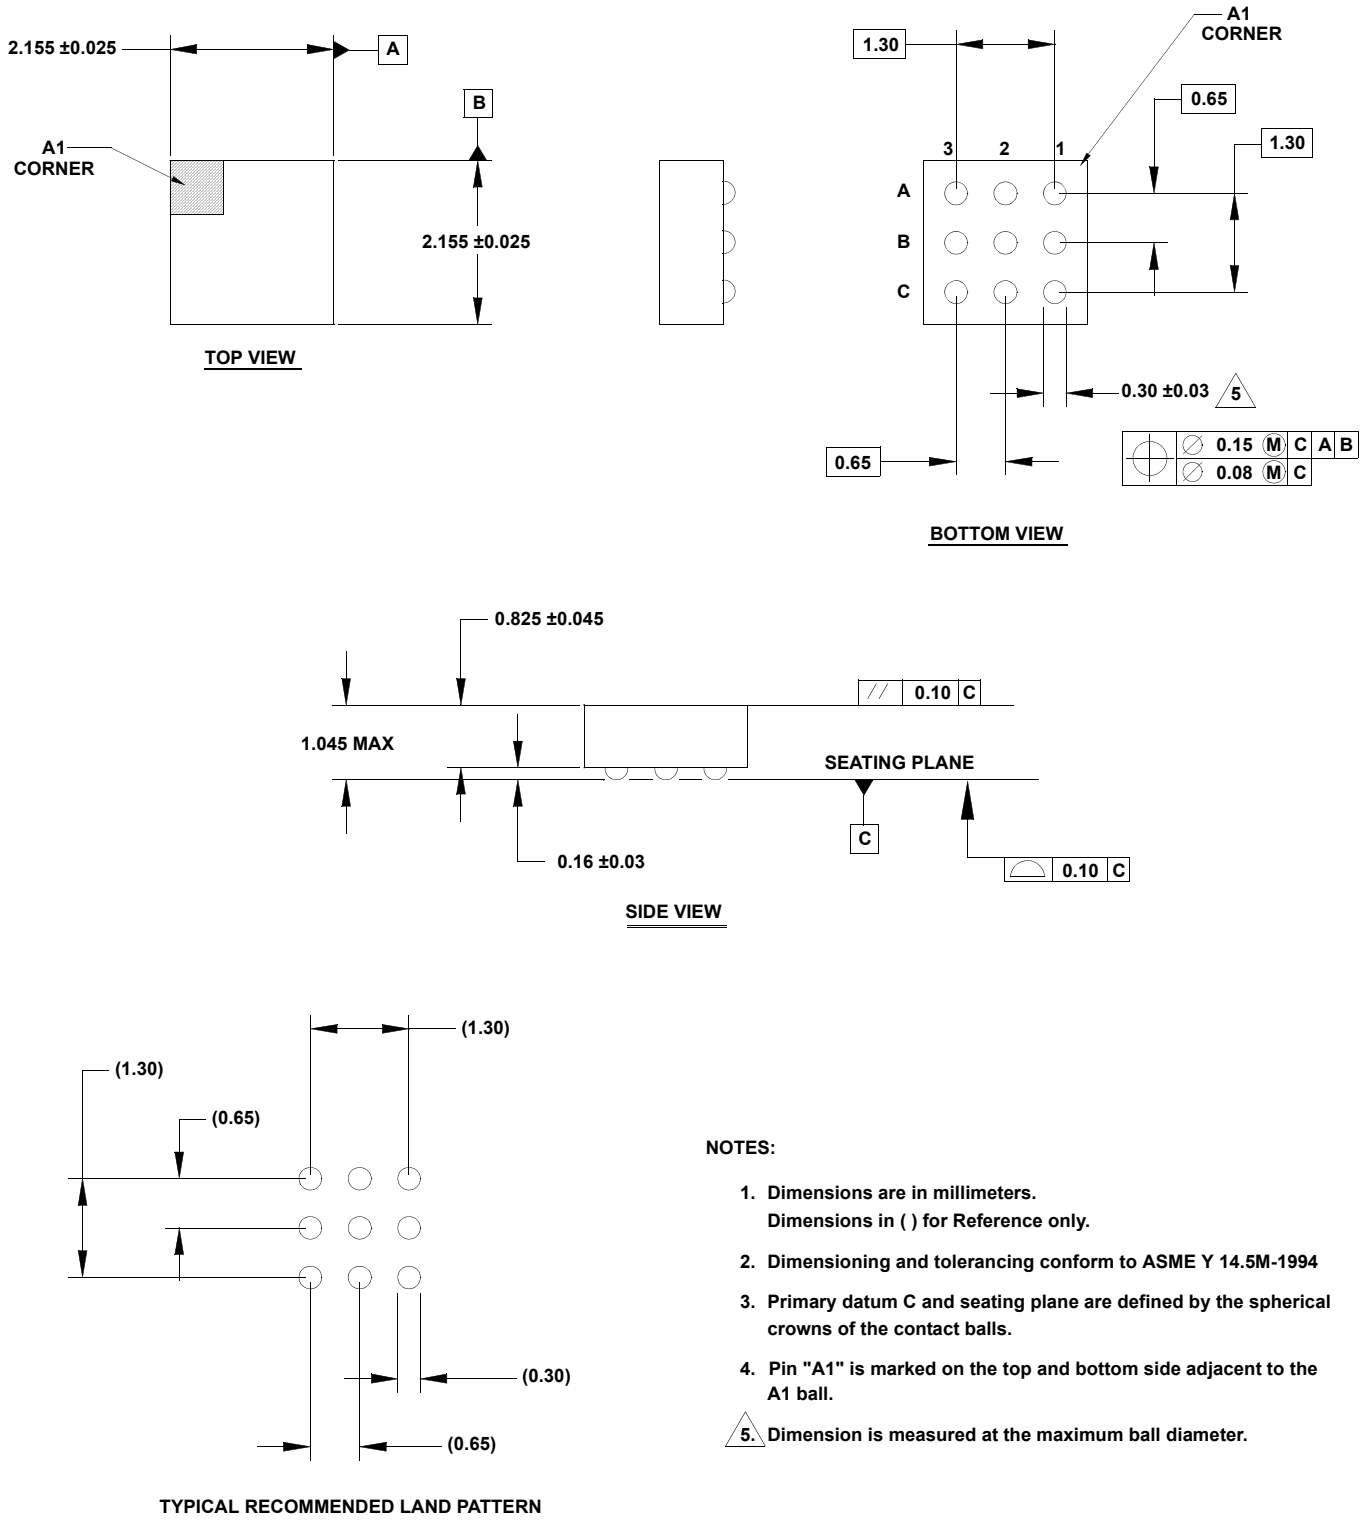 2.155 ±0.025
A
B
A1
CORNER
2.155 ±0.025
TOP VIEW
A1
CORNER
1.30
0.65
1.30
3 2 1
A
B
C
0.30 ±0.03 5
0.65
⌀ 0.15 Ⓜ C A B
⌀ 0.08 Ⓜ C
BOTTOM VIEW
0.825 ±0.045
// 0.10 C
1.045 MAX
SEATING PLANE
C
0.16 ±0.03
0.10 C
SIDE VIEW
(1.30)
(1.30)
(0.65)
(0.30)
(0.65)
TYPICAL RECOMMENDED LAND PATTERN
NOTES:
1. Dimensions are in millimeters.
Dimensions in ( ) for Reference only.
2. Dimensioning and tolerancing conform to ASME Y 14.5M-1994
3. Primary datum C and seating plane are defined by the spherical
crowns of the contact balls.
4. Pin "A1" is marked on the top and bottom side adjacent to the
A1 ball.
5. Dimension is measured at the maximum ball diameter.